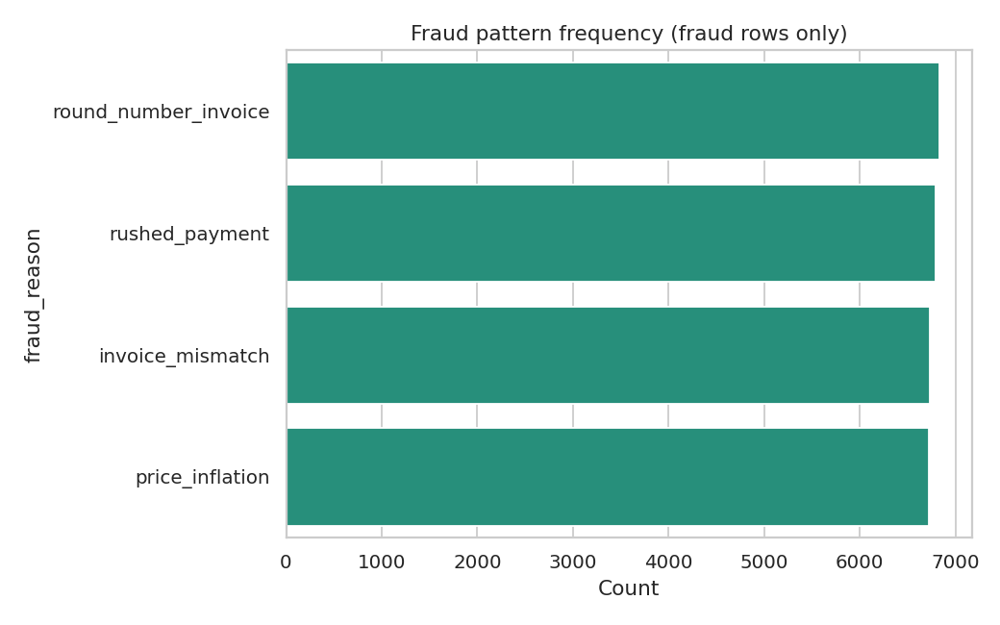 Fraud pattern frequency (fraud rows only)
fraud_reason
round_number_invoice
rushed_payment
invoice_mismatch
price_inflation
0 1000 2000 3000 4000 5000 6000 7000
Count